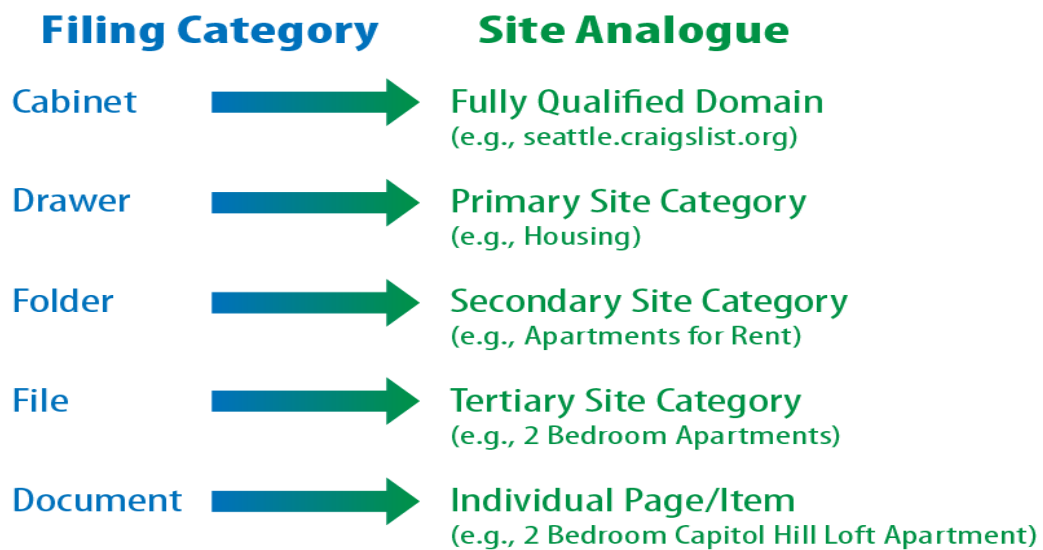 Filing Category Site Analogue
Cabinet Fully Qualified Domain
(e.g., seattle.craigslist.org)
Drawer Primary Site Category
(e.g., Housing)
Folder Secondary Site Category
(e.g., Apartments for Rent)
File Tertiary Site Category
(e.g., 2 Bedroom Apartments)
Document Individual Page/Item
(e.g., 2 Bedroom Capitol Hill Loft Apartment)